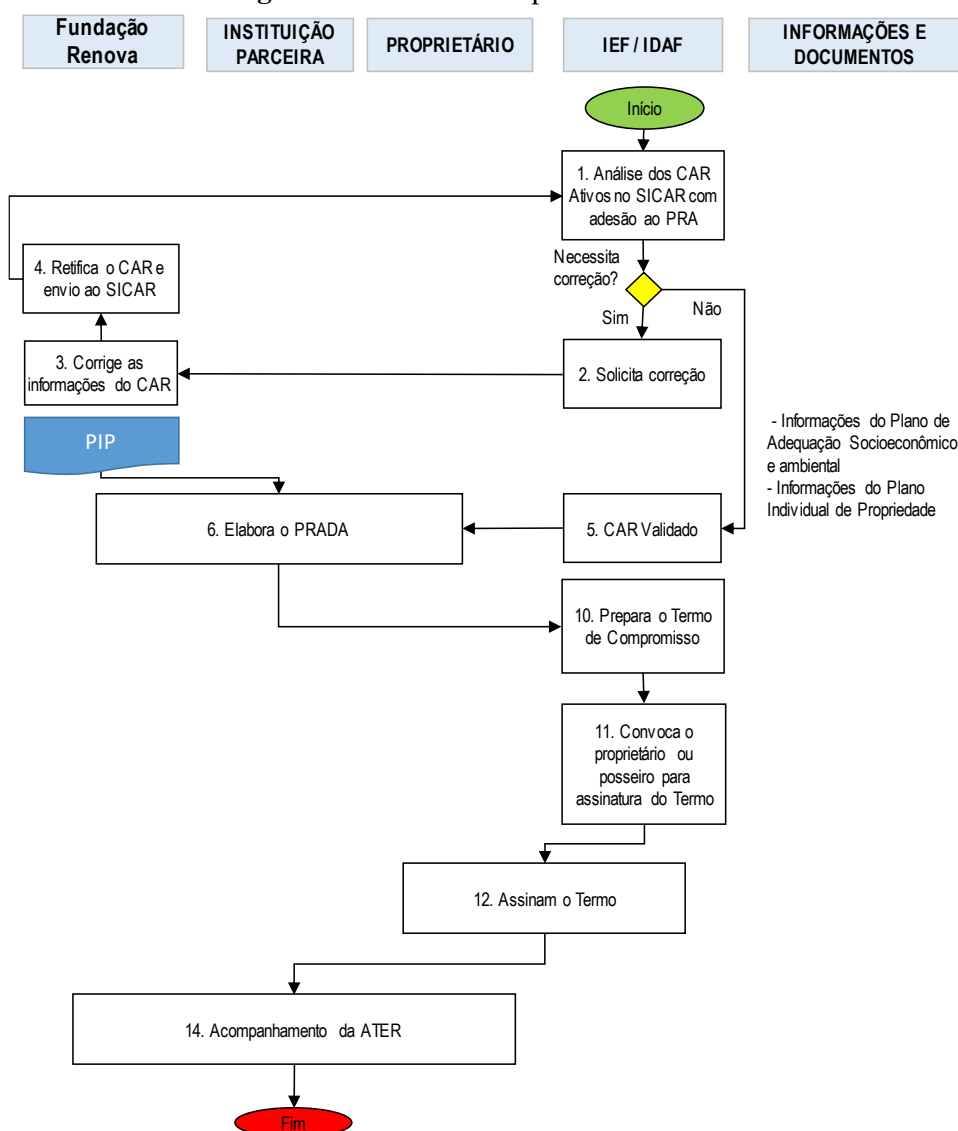 Fundação
Renova
INSTITUIÇÃO
PARCEIRA
PROPRIETÁRIO
IEF / IDAF
INFORMAÇÕES E
DOCUMENTOS
Início
1. Análise dos CAR
Ativos no SICAR com
adesão ao PRA
Necessita
correção?
Sim
Não
2. Solicita correção
3. Corrige as
informações do CAR
4. Retifica o CAR e
envio ao SICAR
PIP
- Informações do Plano de
Adequação Socioeconômico
e ambiental
- Informações do Plano
Individual de Propriedade
5. CAR Validado
6. Elabora o PRADA
10. Prepara o Termo
de Compromisso
11. Convoca o
proprietário ou
posseiro para
assinatura do Termo
12. Assinam o Termo
14. Acompanhamento da ATER
Fim